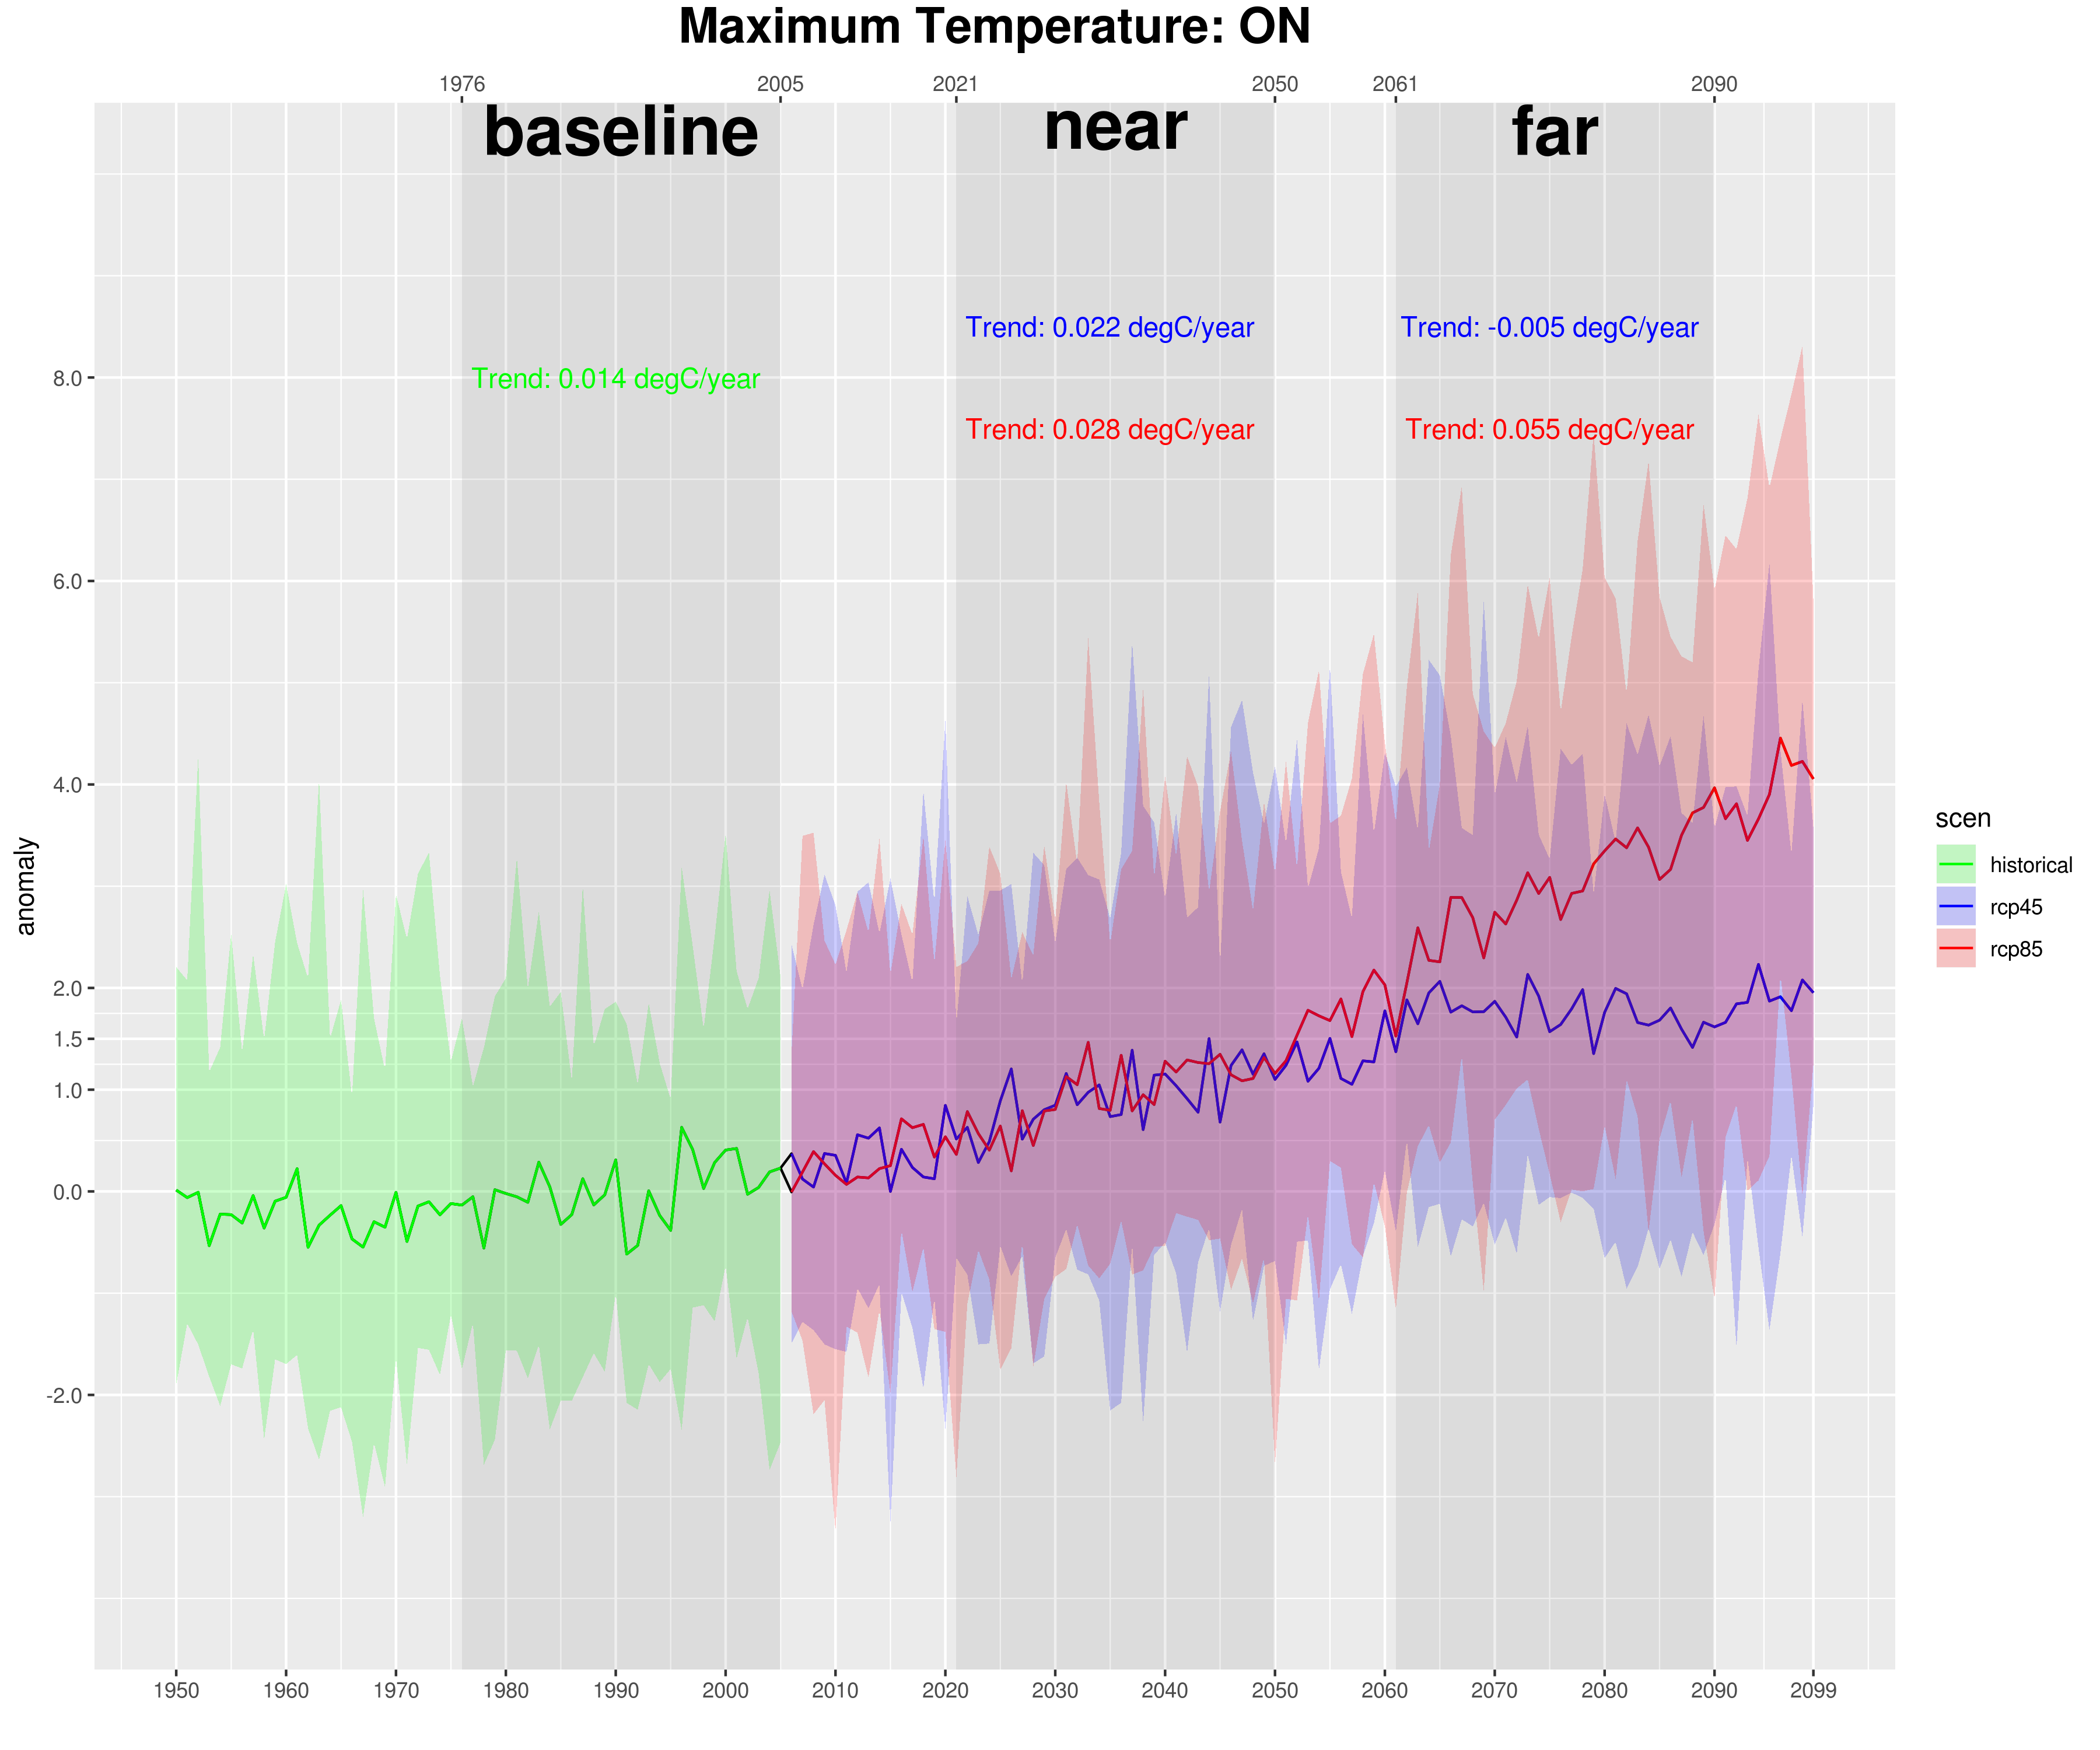 Maximum Temperature: ON
1976 2005 2021 2050 2061 2090
baseline near far
Trend: 0.022 degC/year Trend: -0.005 degC/year
8.0 Trend: 0.014 degC/year
Trend: 0.028 degC/year Trend: 0.055 degC/year
6.0
4.0
anomaly
scen
historical
rcp45
rcp85
2.0
1.5
1.0
0.0
-2.0
1950 1960 1970 1980 1990 2000 2010 2020 2030 2040 2050 2060 2070 2080 2090 2099